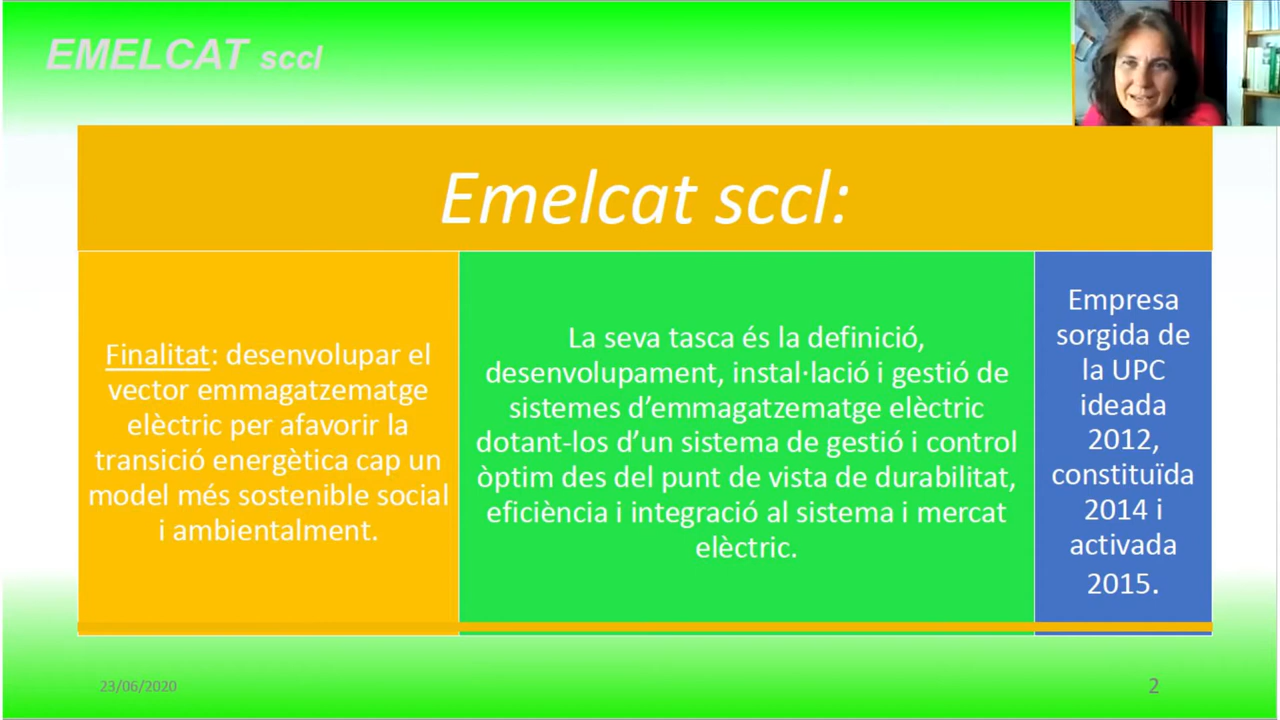 EMELCAT sccl
Emelcat sccl:
Finalitat: desenvolupar el
vector emmagatzematge
elèctric per afavorir la
transició energètica cap un
model més sostenible social
i ambientalment.
La seva tasca és la definició,
desenvolupament, instal·lació i gestió de
sistemes d’emmagatzematge elèctric
dotant-los d’un sistema de gestió i control
òptim des del punt de vista de durabilitat,
eficiència i integració al sistema i mercat
elèctric.
Empresa
sorgida de
la UPC
ideada
2012,
constituïda
2014 i
activada
2015.
23/06/2020
2